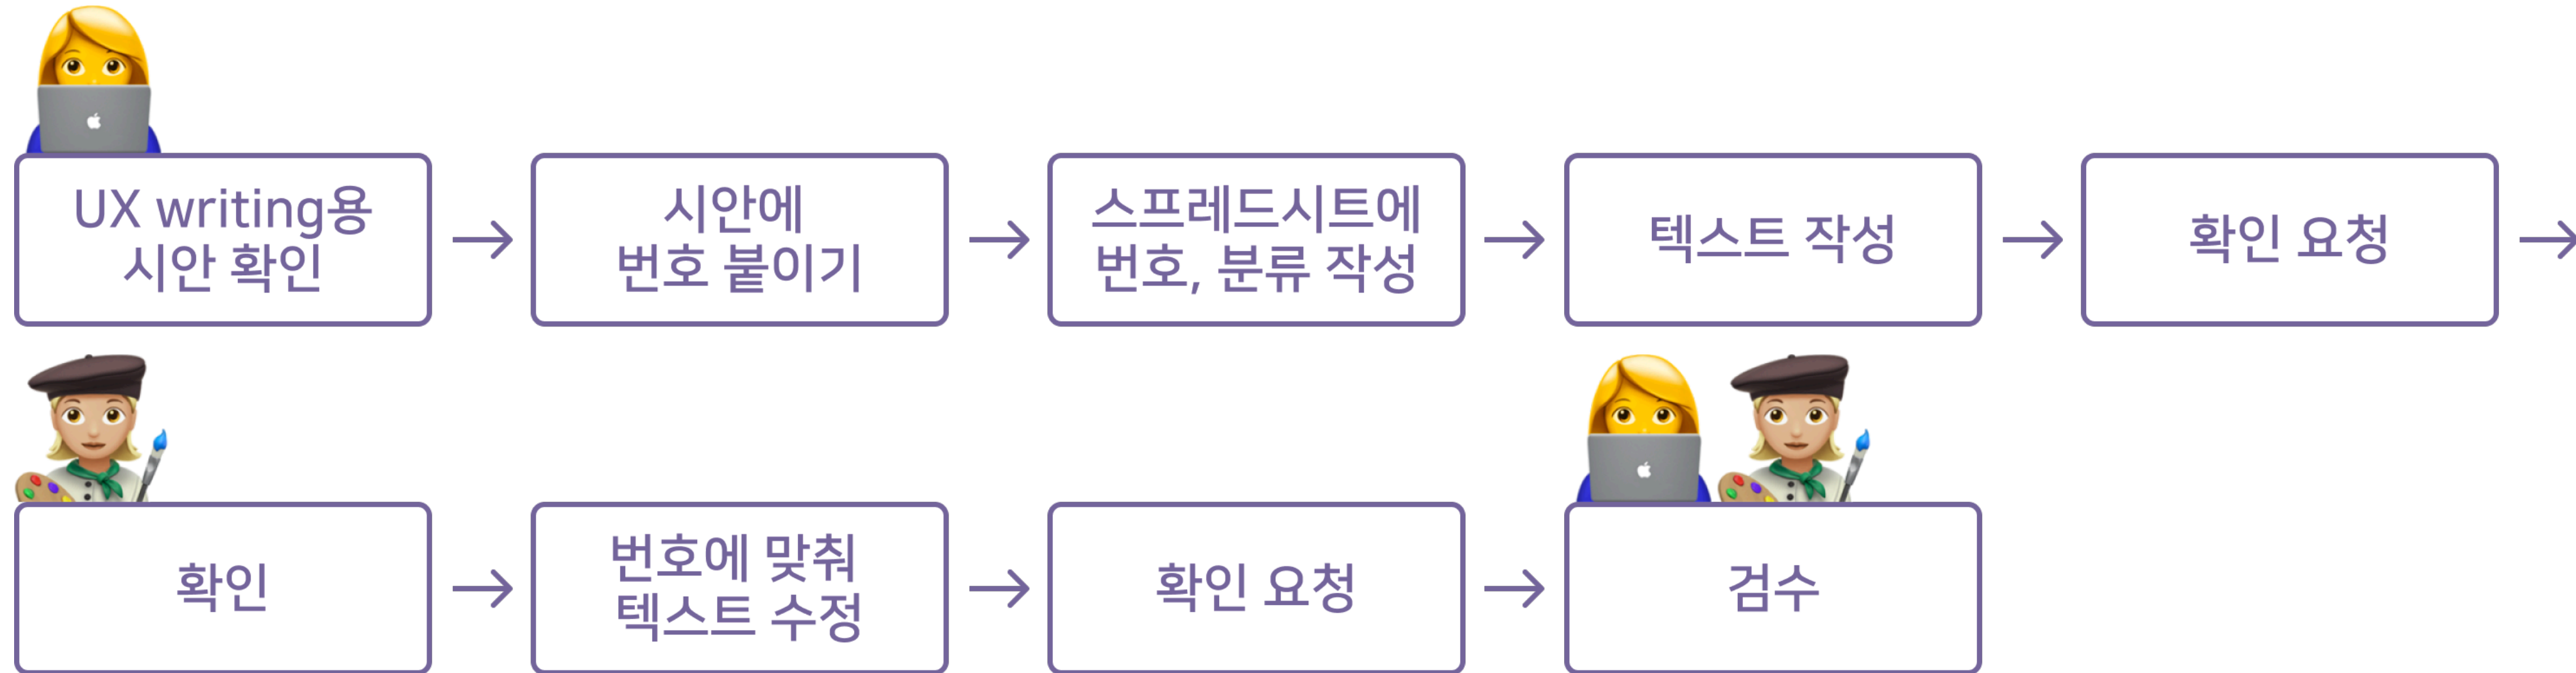 UX writing용
시안 확인
시안에
번호 붙이기
스프레드시트에
번호, 분류 작성
텍스트 작성
확인 요청
확인
번호에 맞춰
텍스트 수정
확인 요청
검수